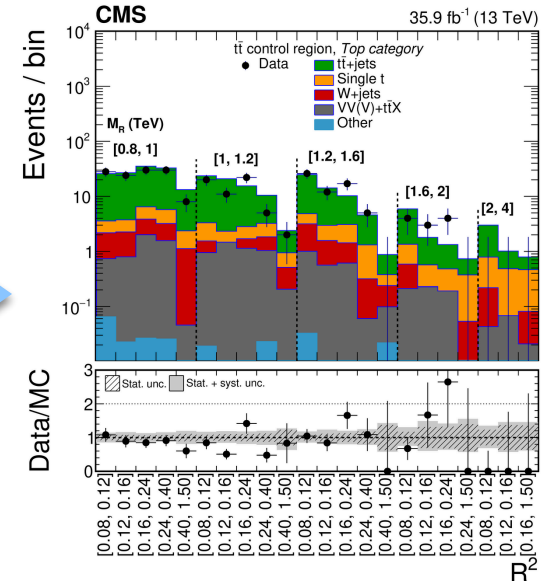 CMS 35.9 fb⁻¹ (13 TeV)
Events / bin
10⁴
10³
10²
10
1
10⁻¹
tt̄ control region, Top category
Data
tt̄+jets
Single t
W+jets
VV(V)+tt̄X
Other
M_R (TeV)
[0.8, 1]
[1, 1.2]
[1.2, 1.6]
[1.6, 2]
[2, 4]
Data/MC
3
2
1
0
Stat. unc. Stat. + syst. unc.
[0.08, 0.12]
[0.12, 0.16]
[0.16, 0.24]
[0.24, 0.40]
[0.40, 1.50]
[0.08, 0.12]
[0.12, 0.16]
[0.16, 0.24]
[0.24, 0.40]
[0.40, 1.50]
[0.08, 0.12]
[0.12, 0.16]
[0.16, 0.24]
[0.24, 0.40]
[0.40, 1.50]
[0.08, 0.12]
[0.12, 0.16]
[0.16, 0.24]
[0.24, 1.50]
[0.08, 0.12]
[0.12, 0.16]
[0.16, 1.50]
R²